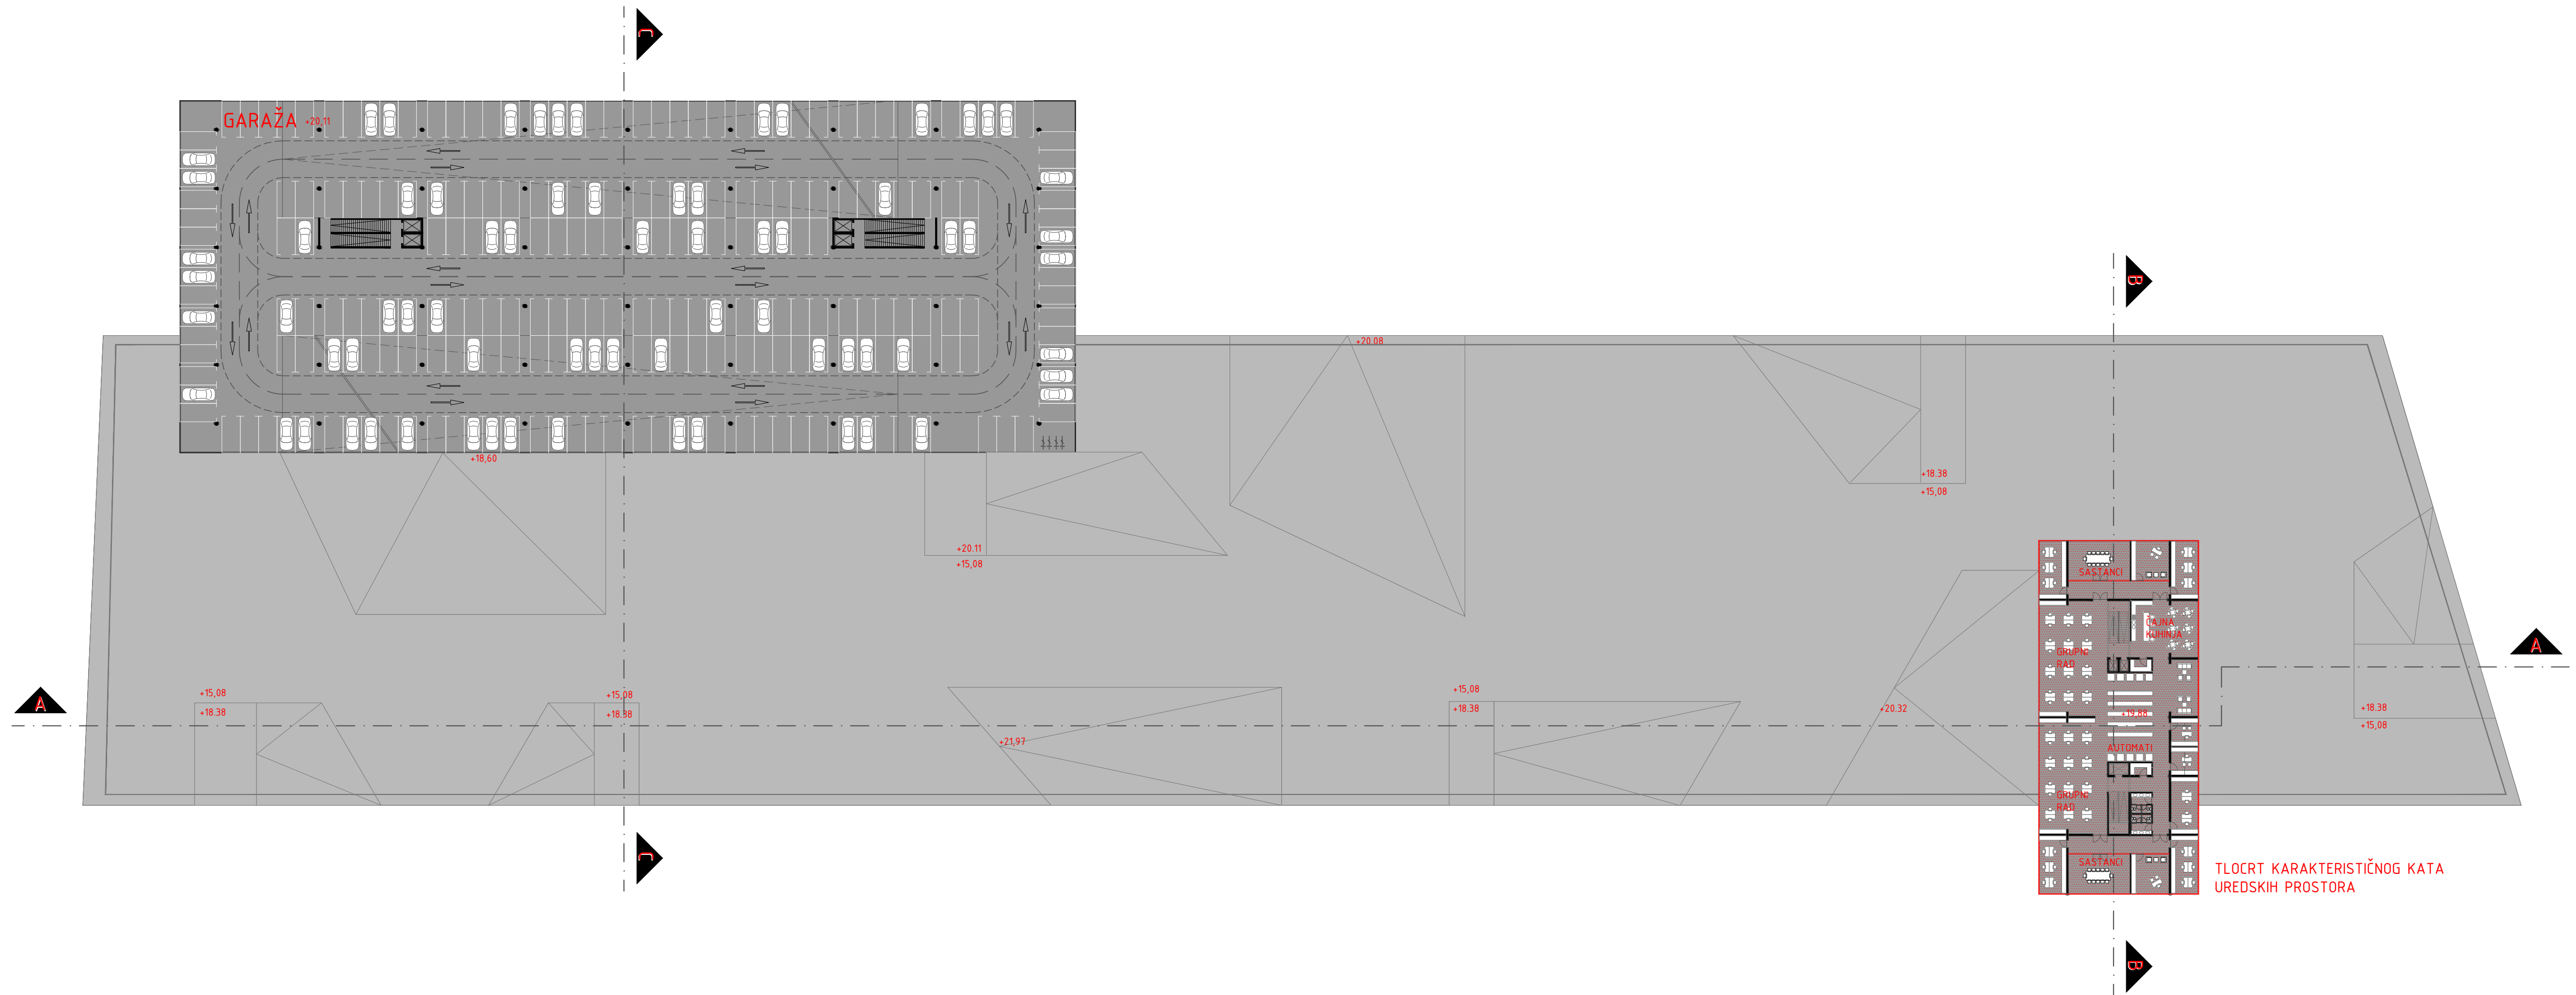 C
GARAŽA +20,11
B
+20.08
+18,60
+18.38
+15,08
+20.11
+15,08
SASTANCI
ČAJNA
KUHINJA
GRUPNI
RAD
A
A
+15,08
+18.38
+15,08
+18.38
+21,97
+15,08
+18.38
+20.32
+19,88
+18.38
+15,08
AUTOMATI
GRUPNI
RAD
SASTANCI
C
TLOCRT KARAKTERISTIČNOG KATA
UREDSKIH PROSTORA
B